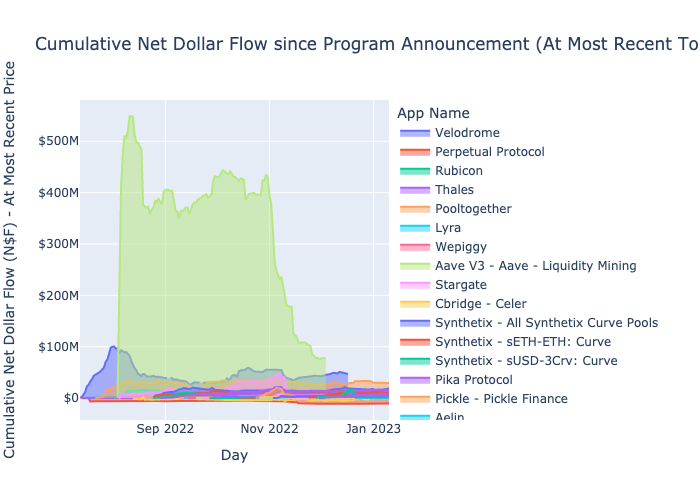 Cumulative Net Dollar Flow since Program Announcement (At Most Recent To
Cumulative Net Dollar Flow (N$F) - At Most Recent Price
$500M
$400M
$300M
$200M
$100M
$0
Sep 2022
Nov 2022
Jan 2023
Day
App Name
Velodrome
Perpetual Protocol
Rubicon
Thales
Pooltogether
Lyra
Wepiggy
Aave V3 - Aave - Liquidity Mining
Stargate
Cbridge - Celer
Synthetix - All Synthetix Curve Pools
Synthetix - sETH-ETH: Curve
Synthetix - sUSD-3Crv: Curve
Pika Protocol
Pickle - Pickle Finance
Aelin